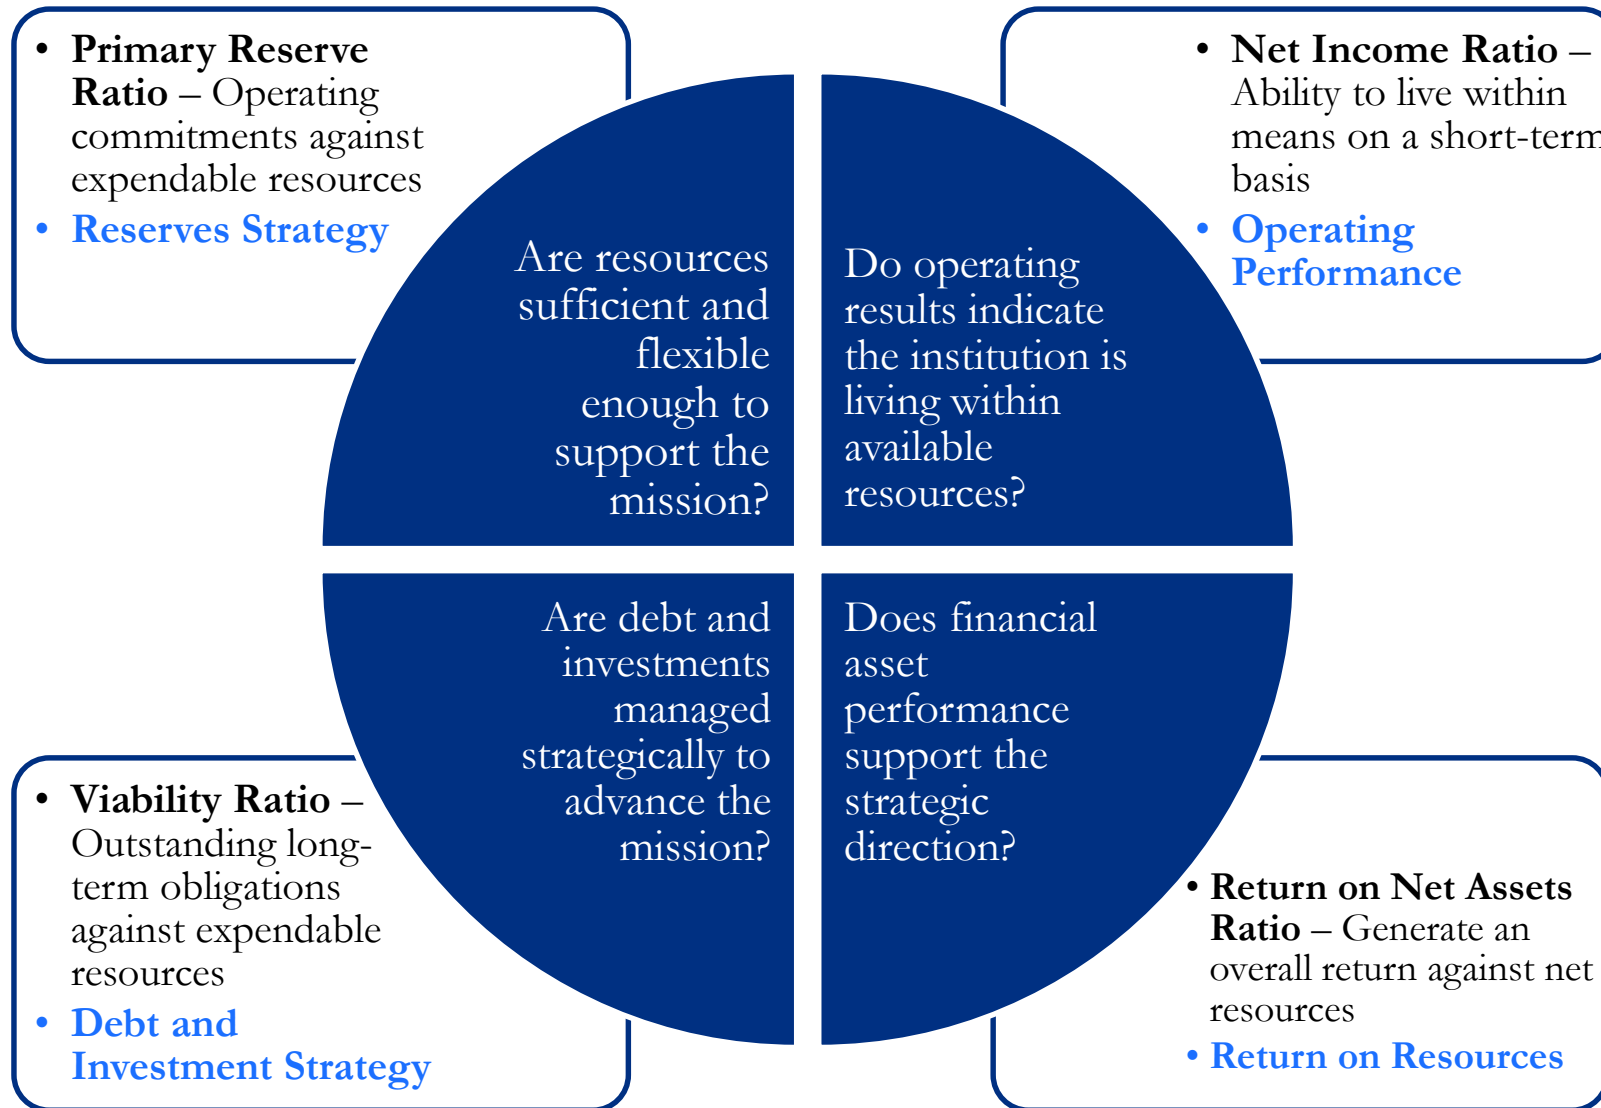 • Primary Reserve
Ratio – Operating
commitments against
expendable resources
• Reserves Strategy
• Net Income Ratio –
Ability to live within
means on a short-term
basis
• Operating
Performance
Are resources
sufficient and
flexible
enough to
support the
mission?
Do operating
results indicate
the institution is
living within
available
resources?
Are debt and
investments
managed
strategically to
advance the
mission?
Does financial
asset
performance
support the
strategic
direction?
• Viability Ratio –
Outstanding long-
term obligations
against expendable
resources
• Debt and
Investment Strategy
• Return on Net Assets
Ratio – Generate an
overall return against net
resources
• Return on Resources